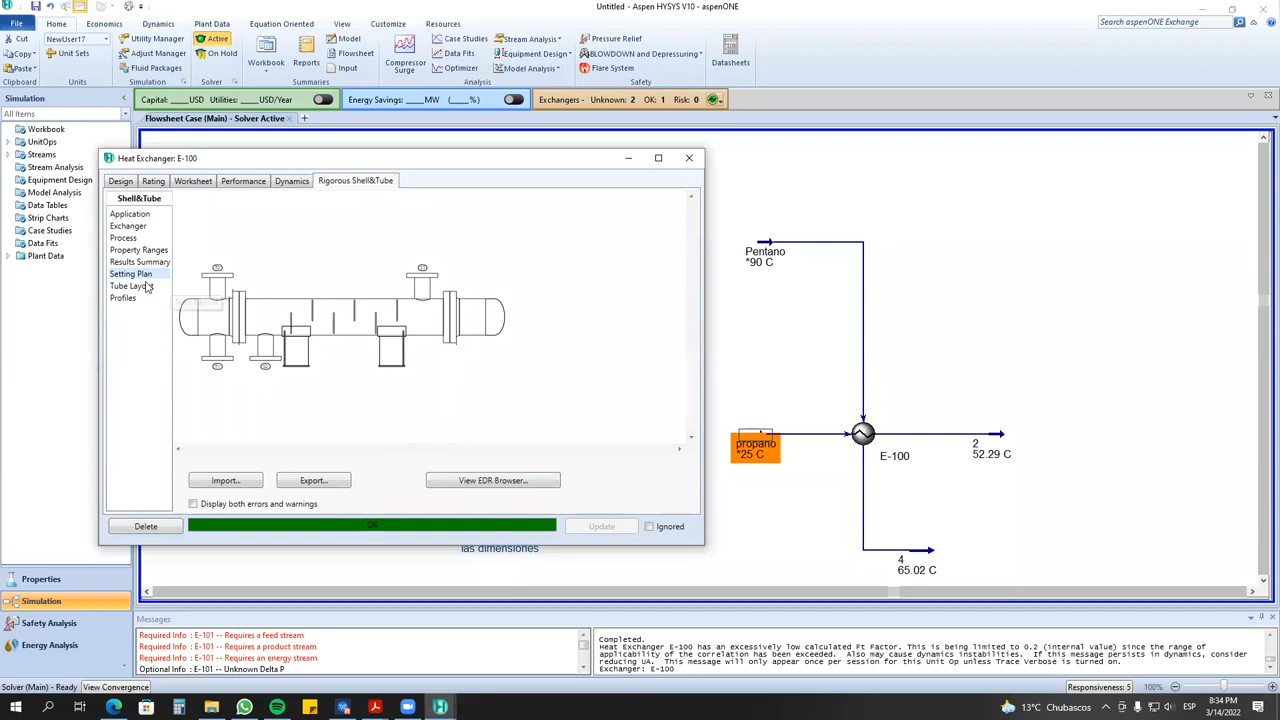 Untitled - Aspen HYSYS V10 - aspenONE
File Home Economics Dynamics Plant Data Equation Oriented View Customize Resources Search aspenONE Exchange
Cut NewUser17 Utility Manager Active Model Case Studies Stream Analysis Pressure Relief
Copy Unit Sets Adjust Manager On Hold Flowsheet Data Fits Equipment Design BLOWDOWN and Depressuring
Paste Fluid Packages Workbook Reports Input Compressor Surge Optimizer Model Analysis Flare System Datasheets
Clipboard Units Simulation Solver Summaries Analysis Safety
Simulation Capital: ____USD Utilities: ____USD/Year Energy Savings: ____MW (____%) Exchangers - Unknown: 2 OK: 1 Risk: 0
All Items Flowsheet Case (Main) - Solver Active
Workbook
UnitOps
Streams
Stream Analysis
Equipment Design
Model Analysis
Data Tables
Strip Charts
Case Studies
Data Fits
Plant Data
Heat Exchanger: E-100
Design Rating Worksheet Performance Dynamics Rigorous Shell&Tube
Shell&Tube
Application
Exchanger
Process
Property Ranges
Results Summary
Setting Plan
Tube Layout
Profiles
Import... Export... View EDR Browser...
Display both errors and warnings
Delete OK Update Ignored
Pentano
*90 C
propano
*25 C
E-100
2
52.29 C
4
65.02 C
las dimensiones
Properties
Simulation
Safety Analysis
Energy Analysis
Messages
Required Info : E-101 -- Requires a feed stream
Required Info : E-101 -- Requires a product stream
Required Info : E-101 -- Requires an energy stream
Optional Info : E-101 -- Unknown Delta P
Completed.
Heat Exchanger E-100 has an excessively low calculated Ft Factor. This is being limited to 0.2 (internal value) since the range of
applicability of the correlation has been exceeded. Also may cause dynamics instabilities. If this message persists in dynamics, consider
reducing UA. This message will only appear once per session for this Unit Op unless Trace Verbose is turned on.
Exchanger: E-100
Solver (Main) - Ready View Convergence Responsiveness: 5 100%
13°C Chubascos ESP 8:34 PM
3/14/2022